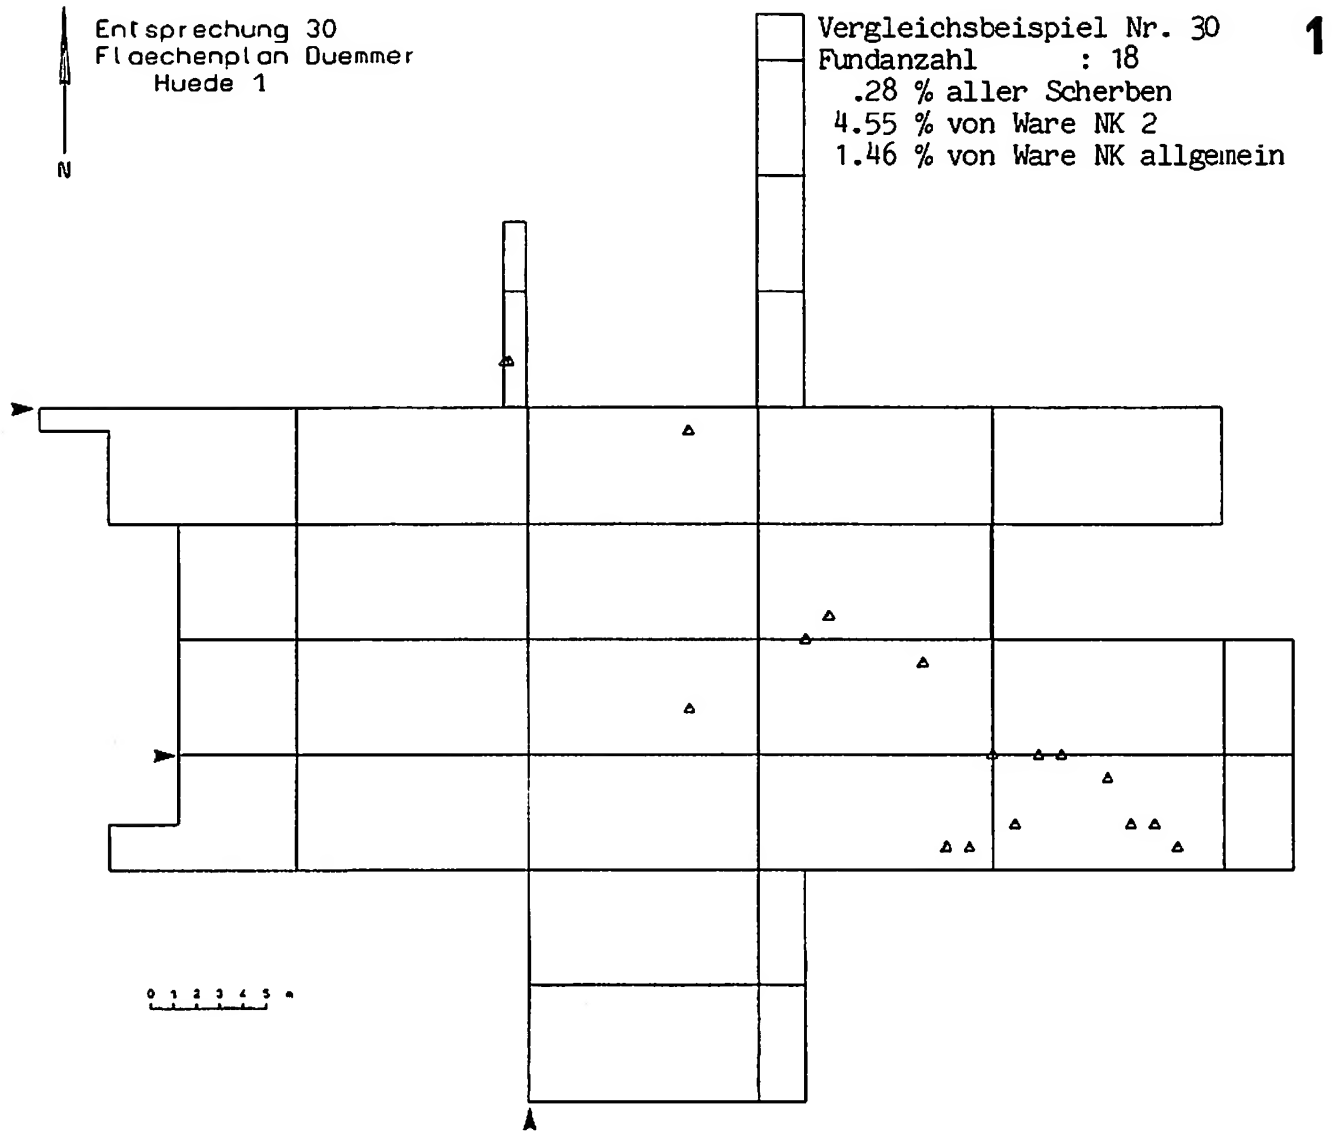 Entsprechung 30
Flaechenplan Duemmer
Huede 1
N
Vergleichsbeispiel Nr. 30
Fundanzahl : 18
.28 % aller Scherben
4.55 % von Ware NK 2
1.46 % von Ware NK allgemein
1
0 1 2 3 4 5 m